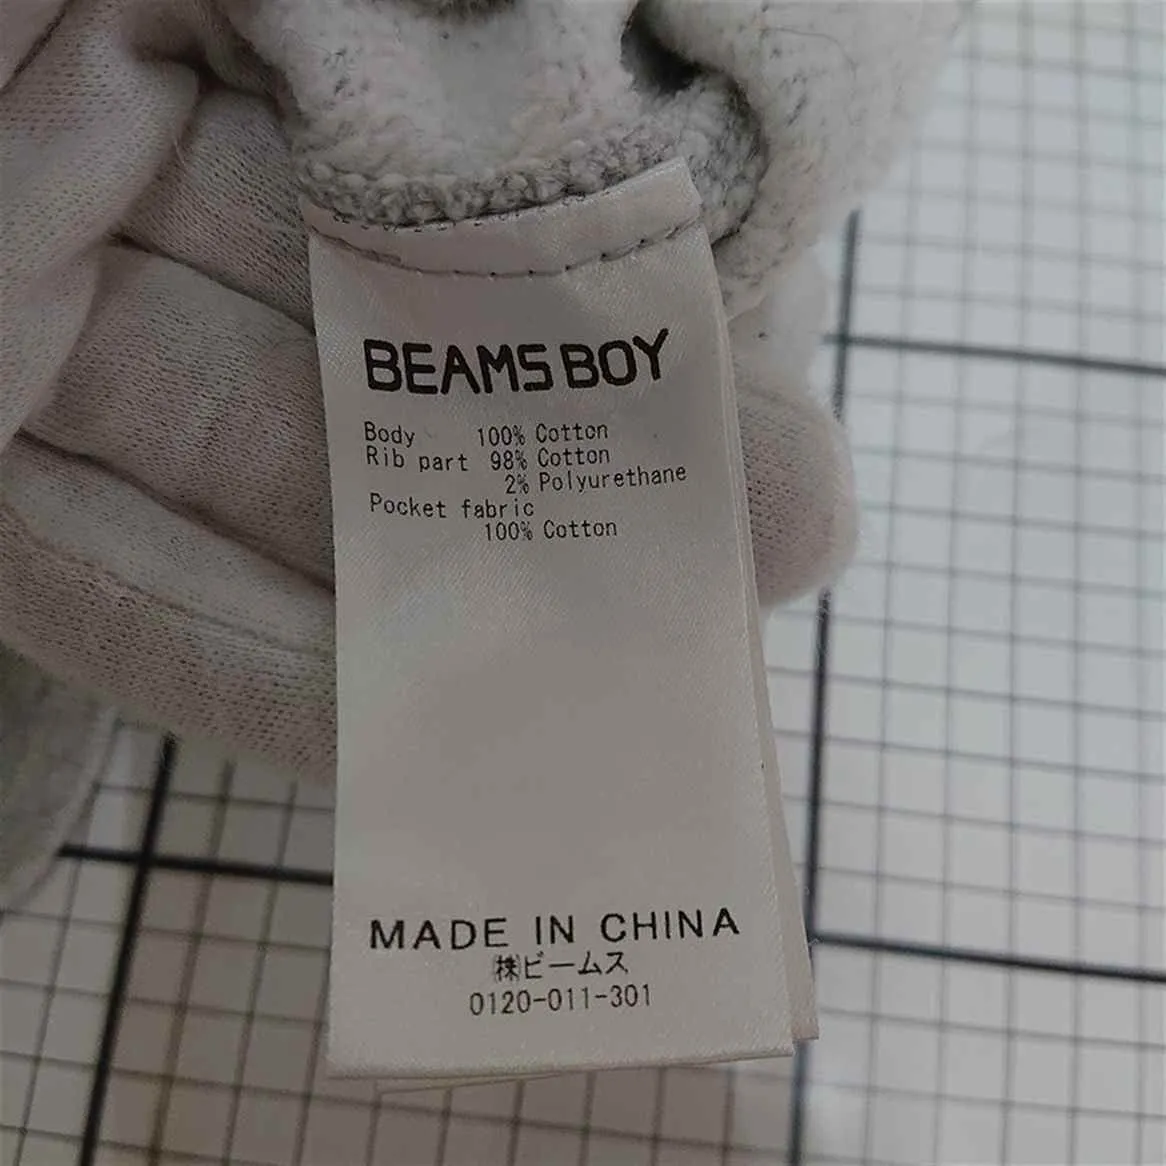 BEAMS BOY
Body 100% Cotton
Rib part 98% Cotton
2% Polyurethane
Pocket fabric
100% Cotton
MADE IN CHINA
㈱ビームス
0120-011-301